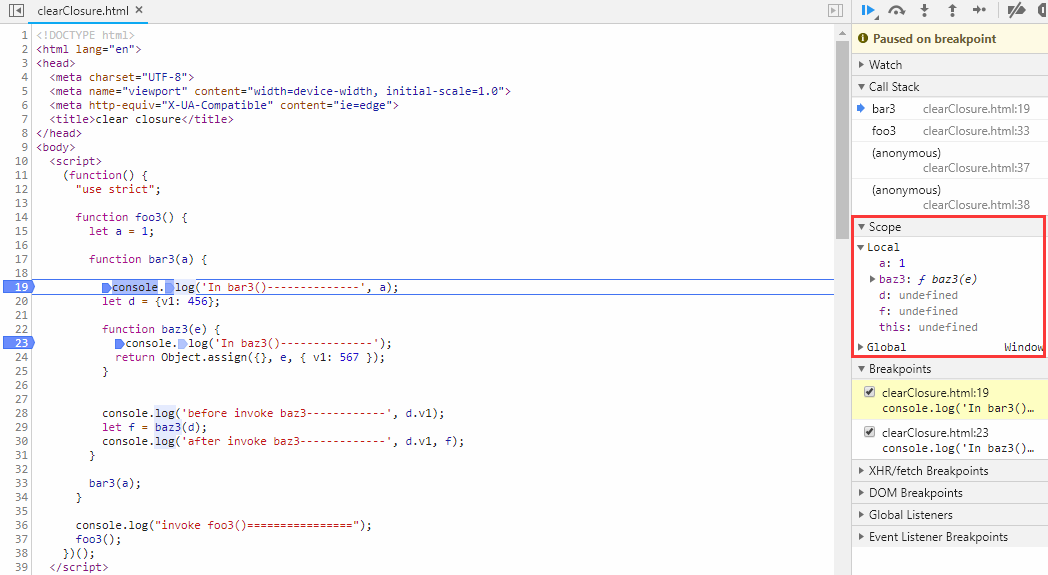 clearClosure.html ×
1 <!DOCTYPE html>
2 <html lang="en">
3 <head>
4   <meta charset="UTF-8">
5   <meta name="viewport" content="width=device-width, initial-scale=1.0">
6   <meta http-equiv="X-UA-Compatible" content="ie=edge">
7   <title>clear closure</title>
8 </head>
9 <body>
10   <script>
11     (function() {
12       "use strict";
13
14       function foo3() {
15         let a = 1;
16
17         function bar3(a) {
18
19           console.log('In bar3()--------------', a);
20           let d = {v1: 456};
21
22           function baz3(e) {
23             console.log('In baz3()--------------');
24             return Object.assign({}, e, { v1: 567 });
25           }
26
27
28           console.log('before invoke baz3------------', d.v1);
29           let f = baz3(d);
30           console.log('after invoke baz3-------------', d.v1, f);
31         }
32
33         bar3(a);
34       }
35
36       console.log("invoke foo3()================");
37       foo3();
38     })();
39   </script>
Paused on breakpoint
Watch
Call Stack
bar3 clearClosure.html:19
foo3 clearClosure.html:33
(anonymous)
clearClosure.html:37
(anonymous)
clearClosure.html:38
Scope
Local
a: 1
baz3: ƒ baz3(e)
d: undefined
f: undefined
this: undefined
Global Window
Breakpoints
clearClosure.html:19
console.log('In bar3()…
clearClosure.html:23
console.log('In baz3()…
XHR/fetch Breakpoints
DOM Breakpoints
Global Listeners
Event Listener Breakpoints